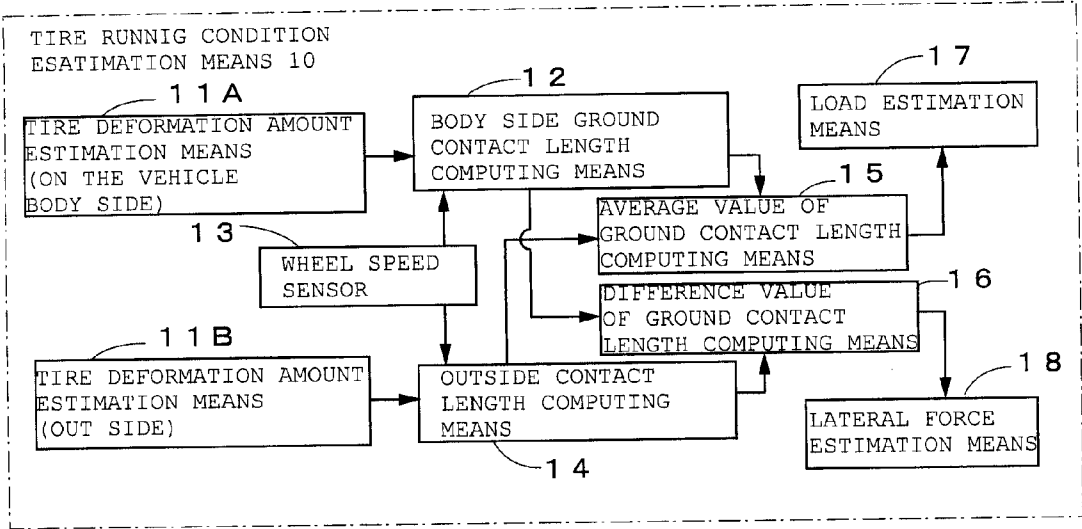 TIRE RUNNIG CONDITION
ESATIMATION MEANS 10
11A
TIRE DEFORMATION AMOUNT
ESTIMATION MEANS
(ON THE VEHICLE
BODY SIDE)
12
BODY SIDE GROUND
CONTACT LENGTH
COMPUTING MEANS
17
LOAD ESTIMATION
MEANS
13
WHEEL SPEED
SENSOR
15
AVERAGE VALUE OF
GROUND CONTACT LENGTH
COMPUTING MEANS
16
DIFFERENCE VALUE
OF GROUND CONTACT
LENGTH COMPUTING MEANS
11B
TIRE DEFORMATION AMOUNT
ESTIMATION MEANS
(OUT SIDE)
OUTSIDE CONTACT
LENGTH COMPUTING
MEANS
14
18
LATERAL FORCE
ESTIMATION MEANS